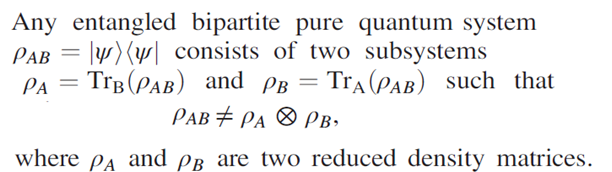 Any entangled bipartite pure quantum system
ρ_AB = |ψ⟩⟨ψ| consists of two subsystems
ρ_A = Tr_B(ρ_AB) and ρ_B = Tr_A(ρ_AB) such that
ρ_AB ≠ ρ_A ⊗ ρ_B,
where ρ_A and ρ_B are two reduced density matrices.